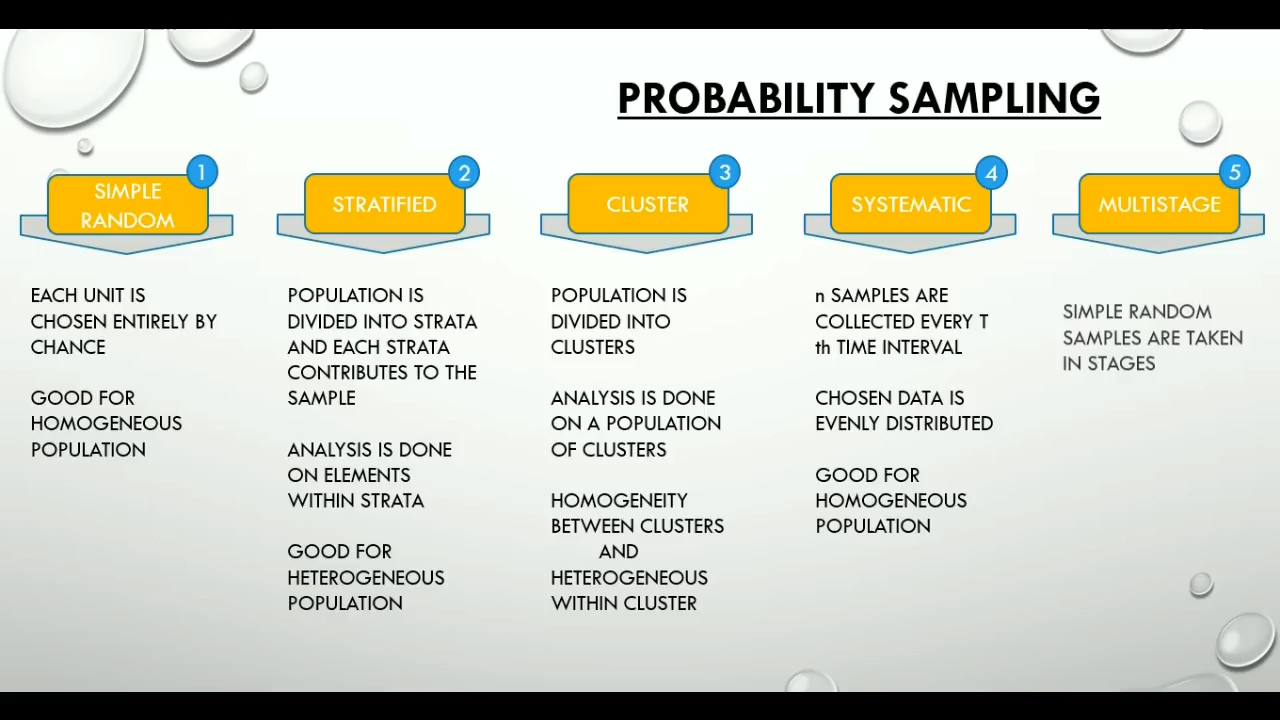 PROBABILITY SAMPLING
1
SIMPLE
RANDOM
EACH UNIT IS
CHOSEN ENTIRELY BY
CHANCE
GOOD FOR
HOMOGENEOUS
POPULATION
2
STRATIFIED
POPULATION IS
DIVIDED INTO STRATA
AND EACH STRATA
CONTRIBUTES TO THE
SAMPLE
ANALYSIS IS DONE
ON ELEMENTS
WITHIN STRATA
GOOD FOR
HETEROGENEOUS
POPULATION
3
CLUSTER
POPULATION IS
DIVIDED INTO
CLUSTERS
ANALYSIS IS DONE
ON A POPULATION
OF CLUSTERS
HOMOGENEITY
BETWEEN CLUSTERS
AND
HETEROGENEOUS
WITHIN CLUSTER
4
SYSTEMATIC
n SAMPLES ARE
COLLECTED EVERY T
th TIME INTERVAL
CHOSEN DATA IS
EVENLY DISTRIBUTED
GOOD FOR
HOMOGENEOUS
POPULATION
5
MULTISTAGE
SIMPLE RANDOM
SAMPLES ARE TAKEN
IN STAGES